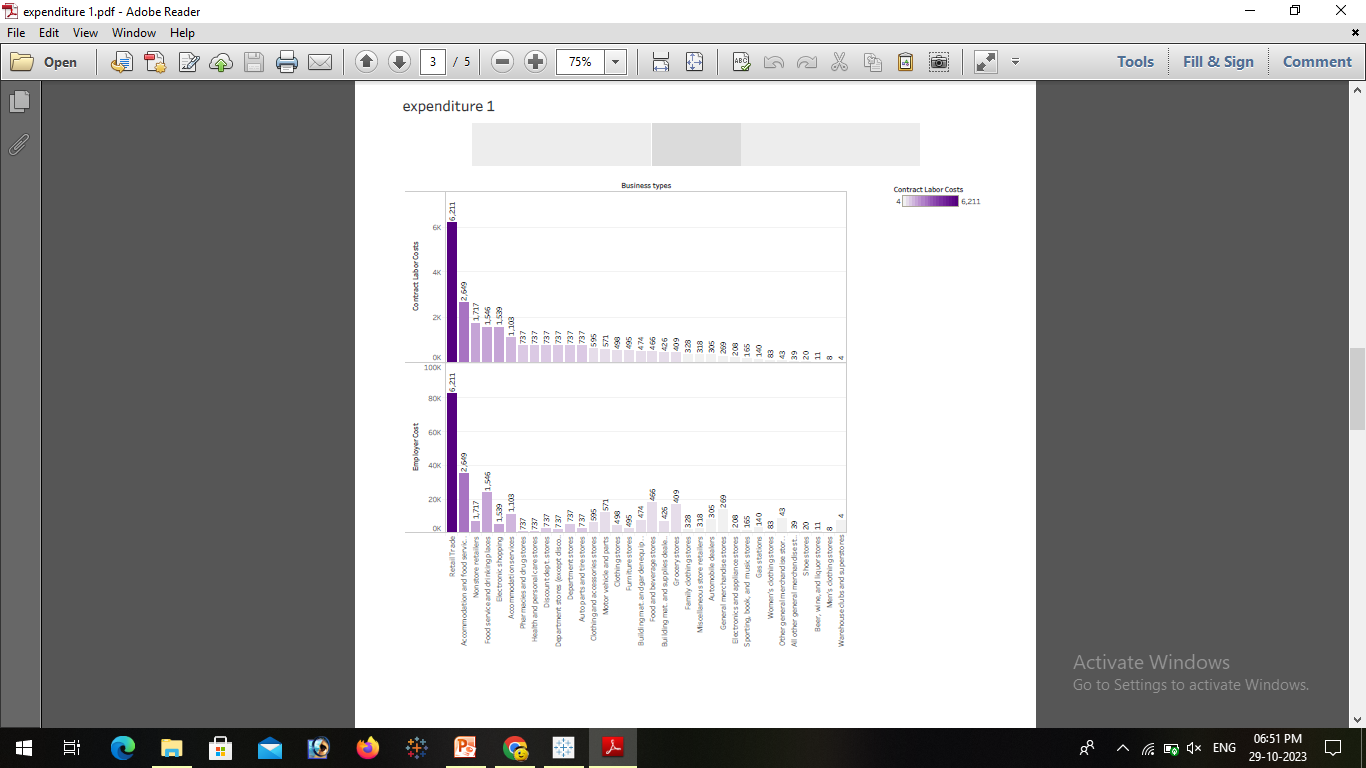 expenditure 1.pdf - Adobe Reader
File Edit View Window Help
Open 3 / 5 75% Tools Fill & Sign Comment
expenditure 1
Business types
Contract Labor Costs
4 6,211
Contract Labor Costs
6K
4K
2K
0K
6,211 2,649 1,717 1,546 1,539 1,103 737 737 737 737 737 737 595 571 498 495 474 466 426 409 328 318 305 269 208 165 140 83 43 39 20 11 8 4
Employer Cost
100K
80K
60K
40K
20K
0K
6,211 2,649 1,717 1,546 1,539 1,103 737 737 737 737 737 737 595 571 498 495 474 466 426 409 328 318 305 269 208 165 140 83 43 39 20 11 8 4
Retail Trade
Accommodation and food servic..
Nonstore retailers
Food service and drinking places
Electronic shopping
Accommodation services
Pharmacies and drug stores
Health and personal care stores
Discount dept. stores
Department stores (except disco..
Department stores
Auto parts and tire stores
Clothing and accessories stores
Motor vehicle and parts
Clothing stores
Furniture stores
Building mat. and garden equip..
Food and beverage stores
Building mat. and supplies deale..
Grocery stores
Family clothing stores
Miscellaneous store retailers
Automobile dealers
General merchandise stores
Electronics and appliance stores
Sporting, book, and music stores
Gas stations
Women's clothing stores
Other general merchandise stor..
All other general merchandise st..
Shoe stores
Beer, wine, and liquor stores
Men's clothing stores
Warehouse clubs and superstores
Activate Windows
Go to Settings to activate Windows.
ENG
06:51 PM
29-10-2023